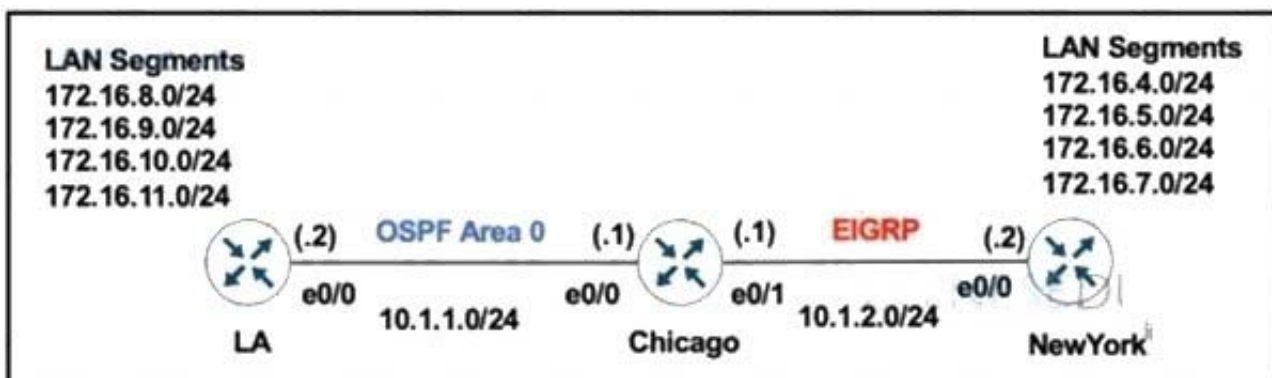 LAN Segments
172.16.8.0/24
172.16.9.0/24
172.16.10.0/24
172.16.11.0/24
LAN Segments
172.16.4.0/24
172.16.5.0/24
172.16.6.0/24
172.16.7.0/24
(.2) OSPF Area 0 (.1) (.1) EIGRP (.2)
e0/0 e0/0 e0/1 e0/0
10.1.1.0/24 10.1.2.0/24
LA Chicago NewYork